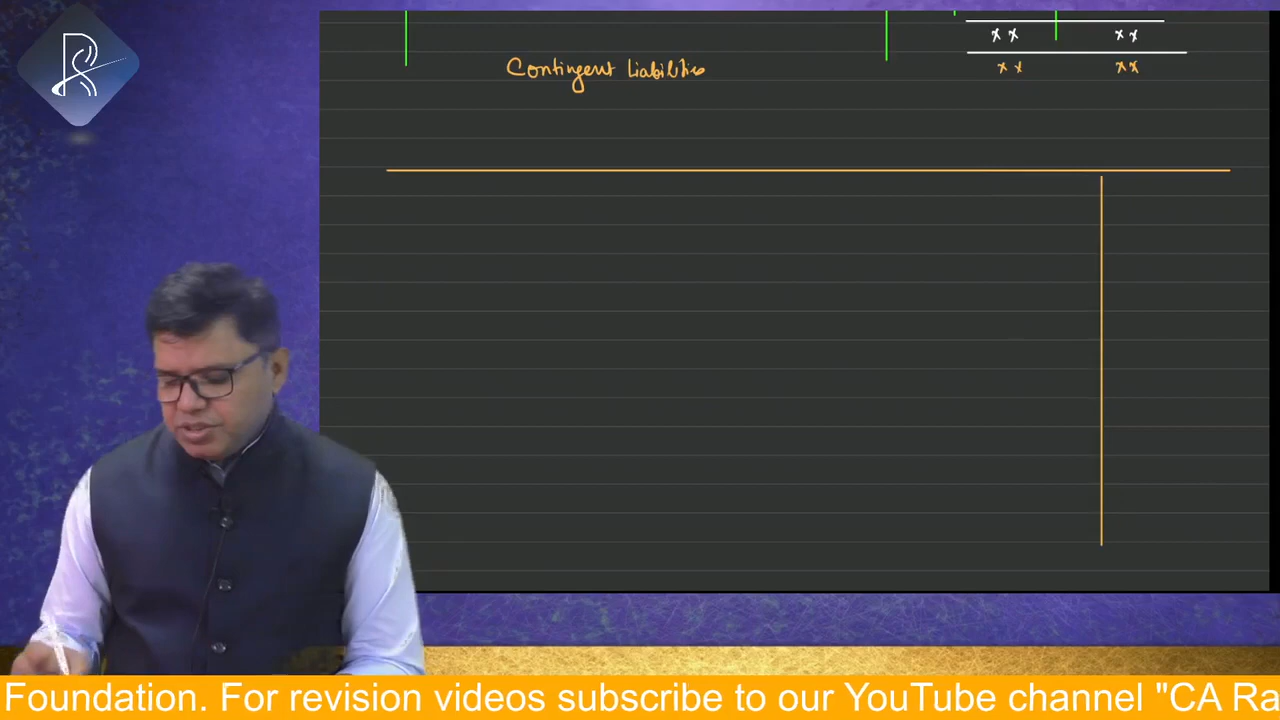 xx xx
Contingent Liabilities xx xx
Foundation. For revision videos subscribe to our YouTube channel "CA Ra